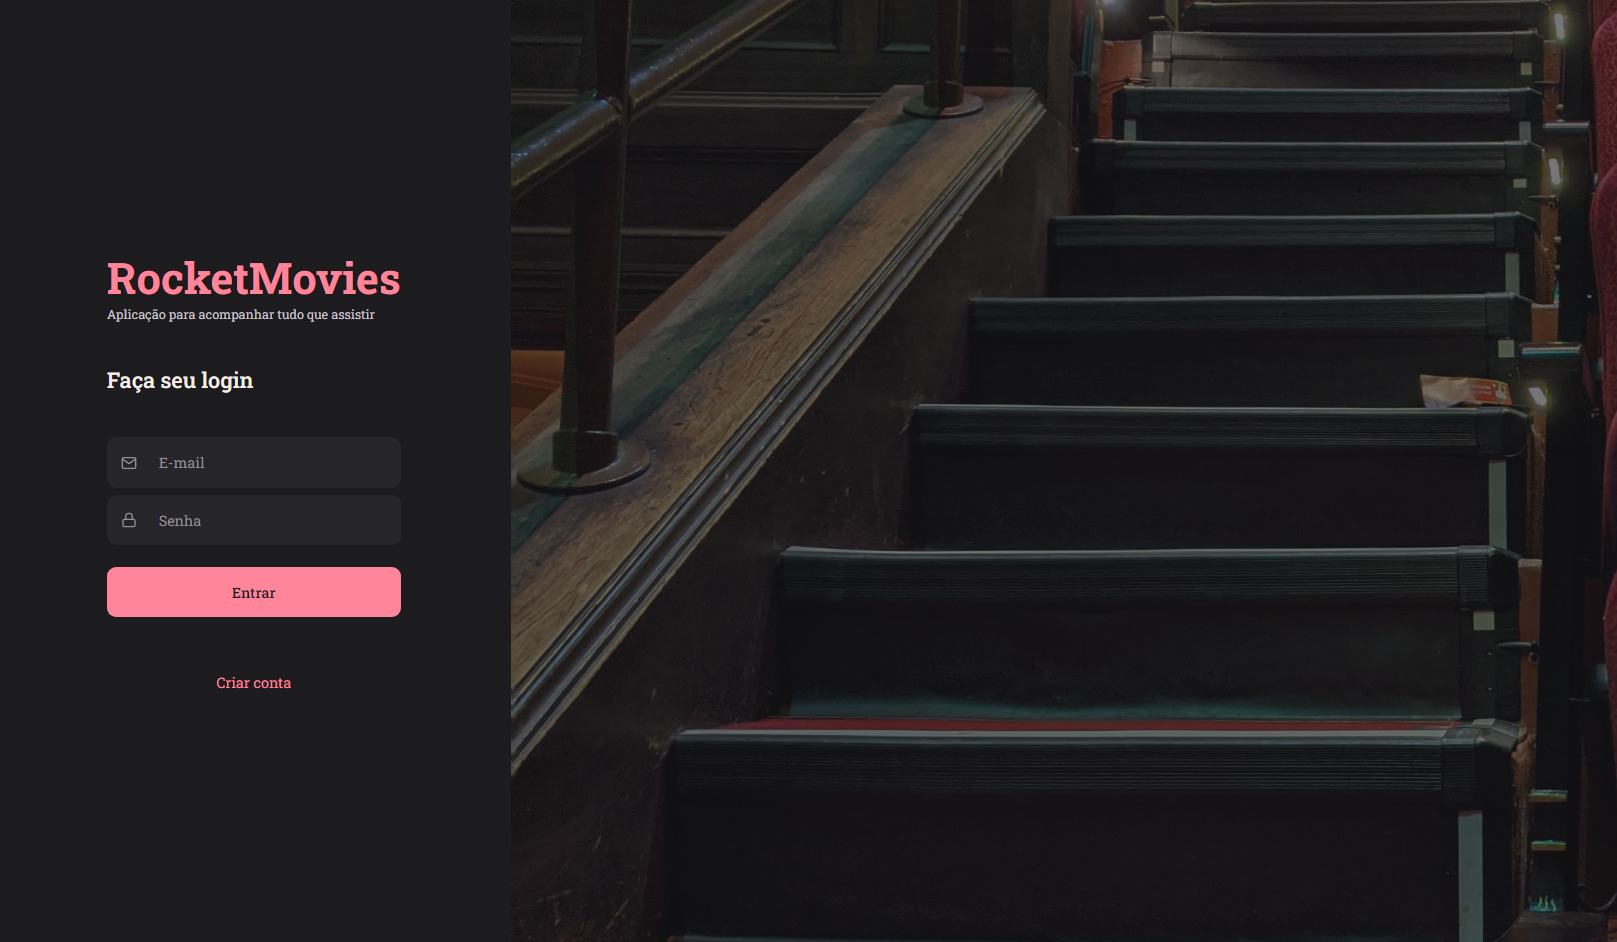 RocketMovies
Aplicação para acompanhar tudo que assistir
Faça seu login
E-mail
Senha
Entrar
Criar conta